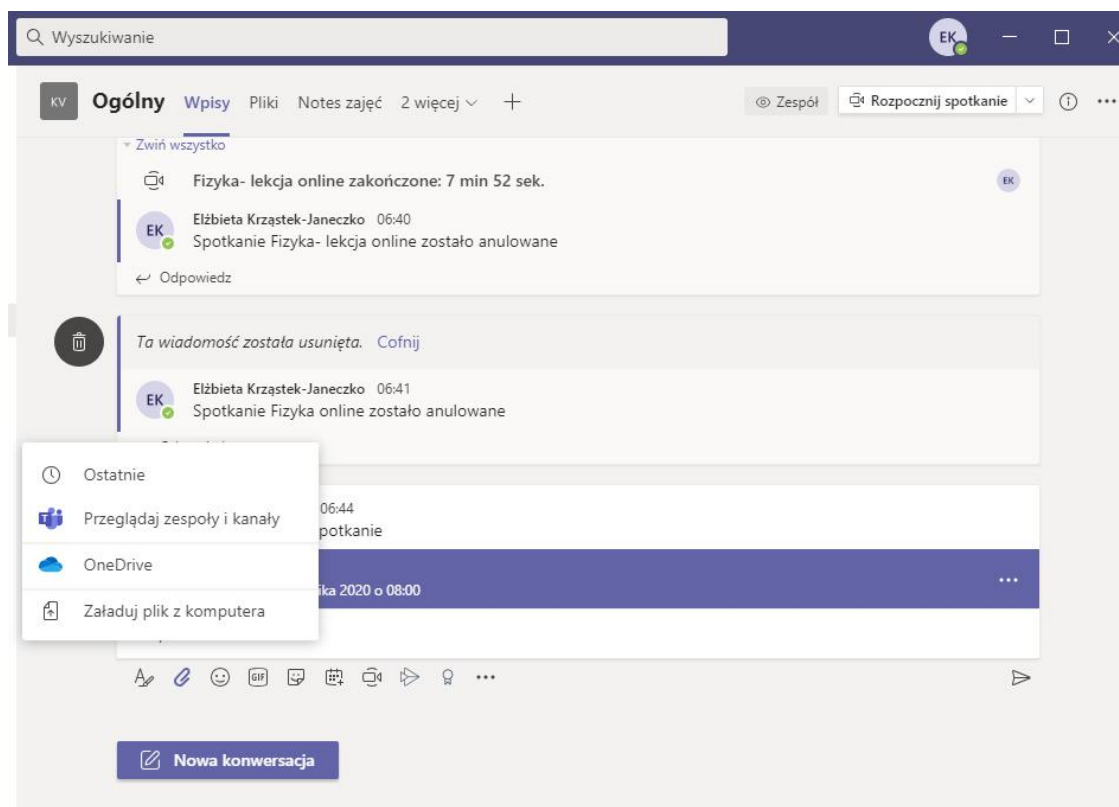 Wyszukiwanie
EK
KV Ogólny Wpisy Pliki Notes zajęć 2 więcej +
Zespół Rozpocznij spotkanie
Zwiń wszystko
Fizyka- lekcja online zakończone: 7 min 52 sek.
EK
EK Elżbieta Krząstek-Janeczko 06:40
Spotkanie Fizyka- lekcja online zostało anulowane
Odpowiedz
Ta wiadomość została usunięta. Cofnij
EK Elżbieta Krząstek-Janeczko 06:41
Spotkanie Fizyka online zostało anulowane
Ostatnie
06:44
Przeglądaj zespoły i kanały
potkanie
OneDrive
ika 2020 o 08:00
Załaduj plik z komputera
GIF
Nowa konwersacja